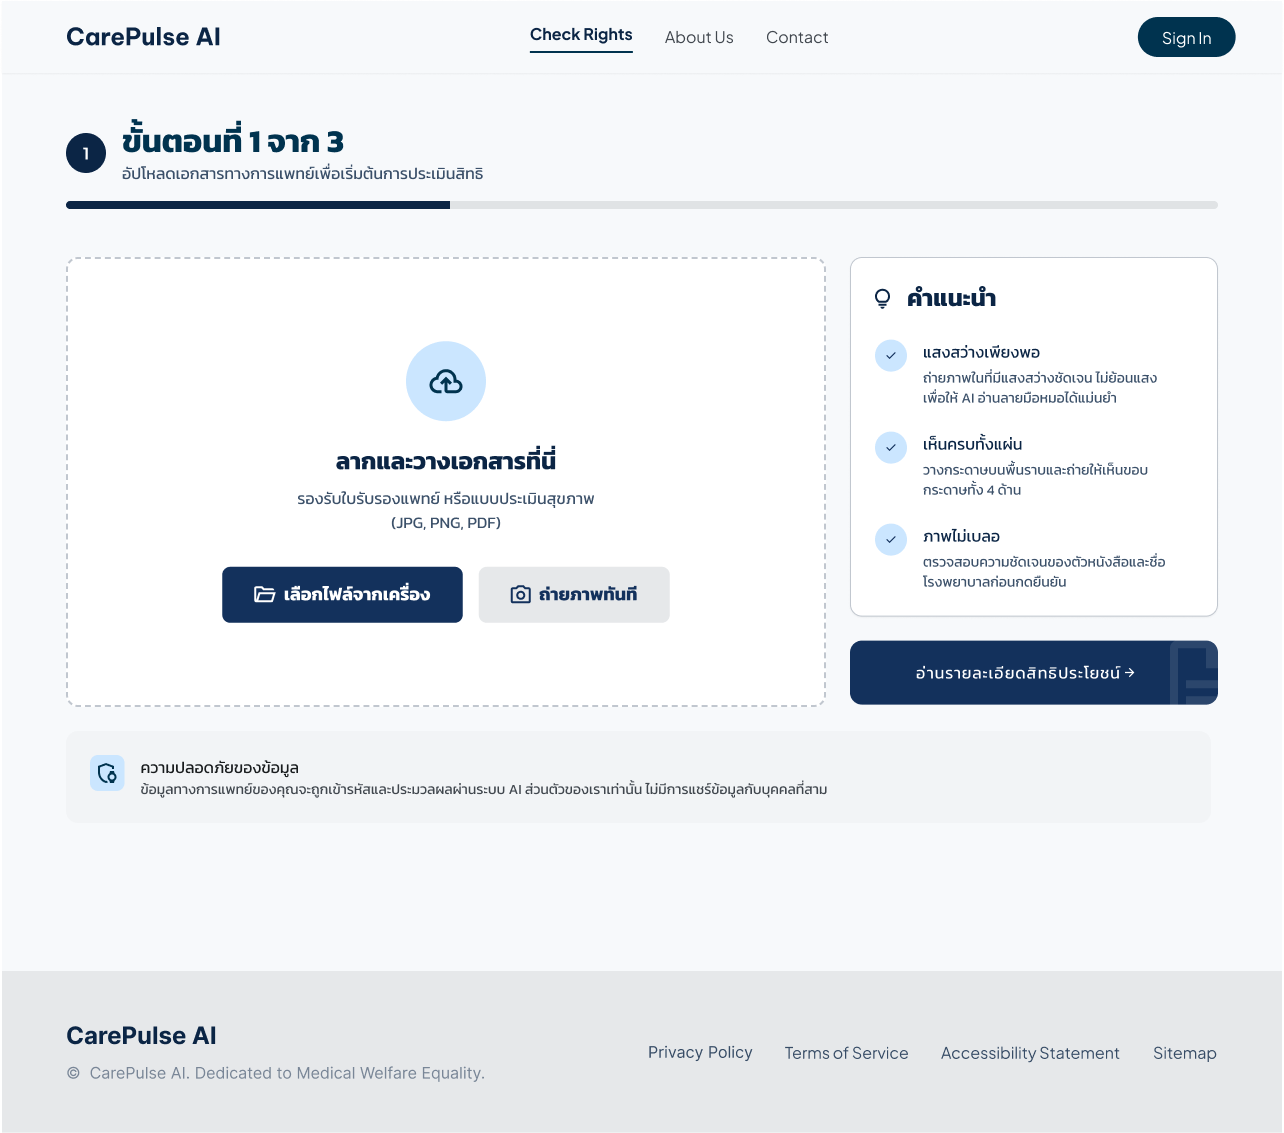 CarePulse AI
Check Rights
About Us
Contact
Sign In
1
ขั้นตอนที่ 1 จาก 3
อัปโหลดเอกสารทางการแพทย์เพื่อเริ่มต้นการประเมินสิทธิ
ลากและวางเอกสารที่นี่
รองรับใบรับรองแพทย์ หรือแบบประเมินสุขภาพ
(JPG, PNG, PDF)
เลือกไฟล์จากเครื่อง
ถ่ายภาพทันที
คำแนะนำ
แสงสว่างเพียงพอ
ถ่ายภาพในที่มีแสงสว่างชัดเจน ไม่ย้อนแสง
เพื่อให้ AI อ่านลายมือหมอได้แม่นยำ
เห็นครบทั้งแผ่น
วางกระดาษบนพื้นราบและถ่ายให้เห็นขอบ
กระดาษทั้ง 4 ด้าน
ภาพไม่เบลอ
ตรวจสอบความชัดเจนของตัวหนังสือและชื่อ
โรงพยาบาลก่อนกดยืนยัน
อ่านรายละเอียดสิทธิประโยชน์ →
ความปลอดภัยของข้อมูล
ข้อมูลทางการแพทย์ของคุณจะถูกเข้ารหัสและประมวลผลผ่านระบบ AI ส่วนตัวของเราเท่านั้น ไม่มีการแชร์ข้อมูลกับบุคคลที่สาม
CarePulse AI
© CarePulse AI. Dedicated to Medical Welfare Equality.
Privacy Policy
Terms of Service
Accessibility Statement
Sitemap